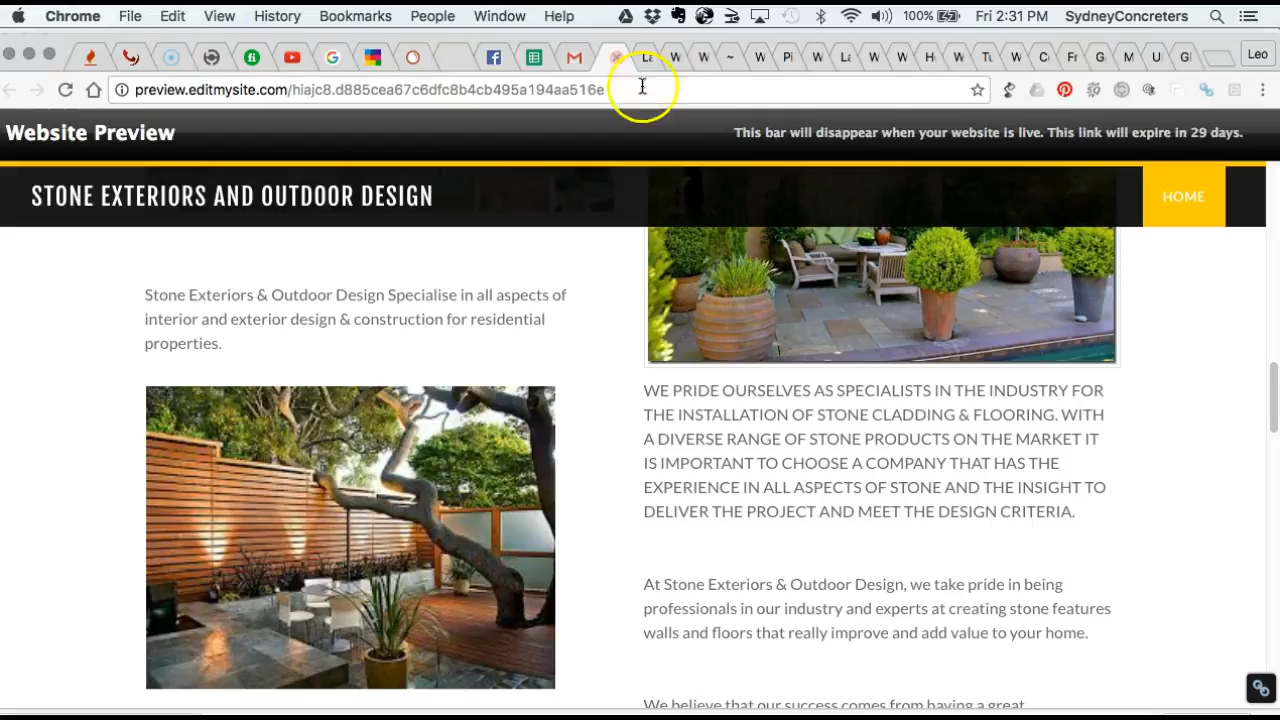 Chrome File Edit View History Bookmarks People Window Help 100% Fri 2:31 PM SydneyConcreters
La W W ~ W Pi W La W W H W Tu W C Fr G M U Gi Leo
preview.editmysite.com/hiajc8.d885cea67c6dfc8b4cb495a194aa516e
Website Preview This bar will disappear when your website is live. This link will expire in 29 days.
STONE EXTERIORS AND OUTDOOR DESIGN HOME
Stone Exteriors & Outdoor Design Specialise in all aspects of
interior and exterior design & construction for residential
properties.
WE PRIDE OURSELVES AS SPECIALISTS IN THE INDUSTRY FOR
THE INSTALLATION OF STONE CLADDING & FLOORING. WITH
A DIVERSE RANGE OF STONE PRODUCTS ON THE MARKET IT
IS IMPORTANT TO CHOOSE A COMPANY THAT HAS THE
EXPERIENCE IN ALL ASPECTS OF STONE AND THE INSIGHT TO
DELIVER THE PROJECT AND MEET THE DESIGN CRITERIA.
At Stone Exteriors & Outdoor Design, we take pride in being
professionals in our industry and experts at creating stone features
walls and floors that really improve and add value to your home.
We believe that our success comes from having a great